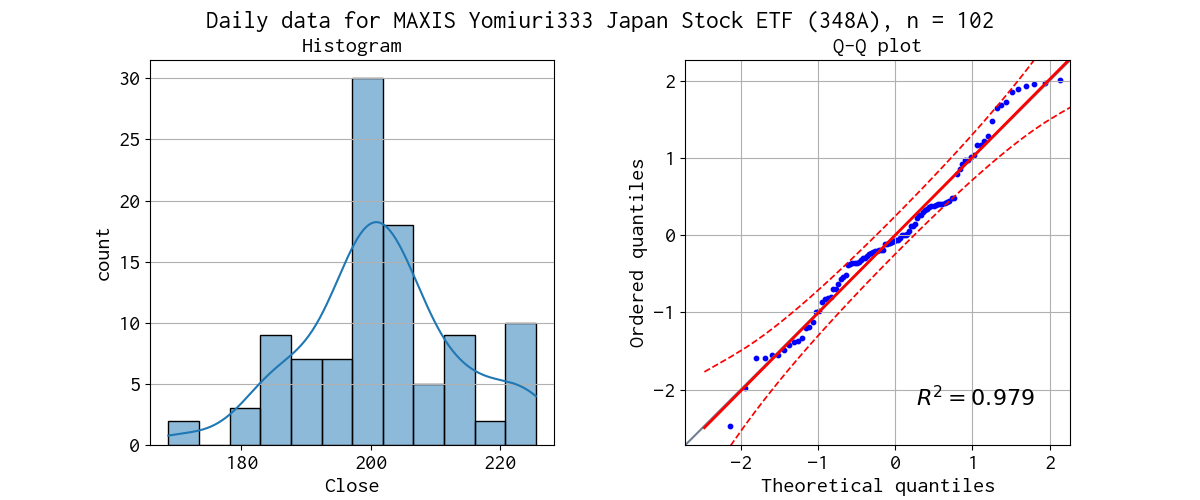 Daily data for MAXIS Yomiuri333 Japan Stock ETF (348A), n = 102
Histogram
count
30
25
20
15
10
5
0
180
200
220
Close
Q-Q plot
Ordered quantiles
2
1
0
−1
−2
R² = 0.979
−2
−1
0
1
2
Theoretical quantiles